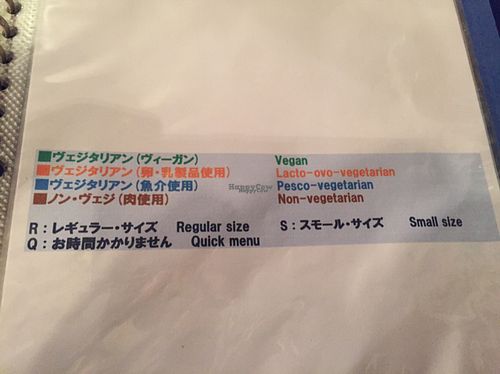 ■ヴェジタリアン(ヴィーガン) Vegan
■ヴェジタリアン(卵・乳製品使用) Lacto-ovo-vegetarian
■ヴェジタリアン(魚介使用) Pesco-vegetarian
■ノン・ヴェジ(肉使用) Non-vegetarian
HappyCow
R:レギュラー・サイズ Regular size S:スモール・サイズ Small size
Q:お時間かかりません Quick menu